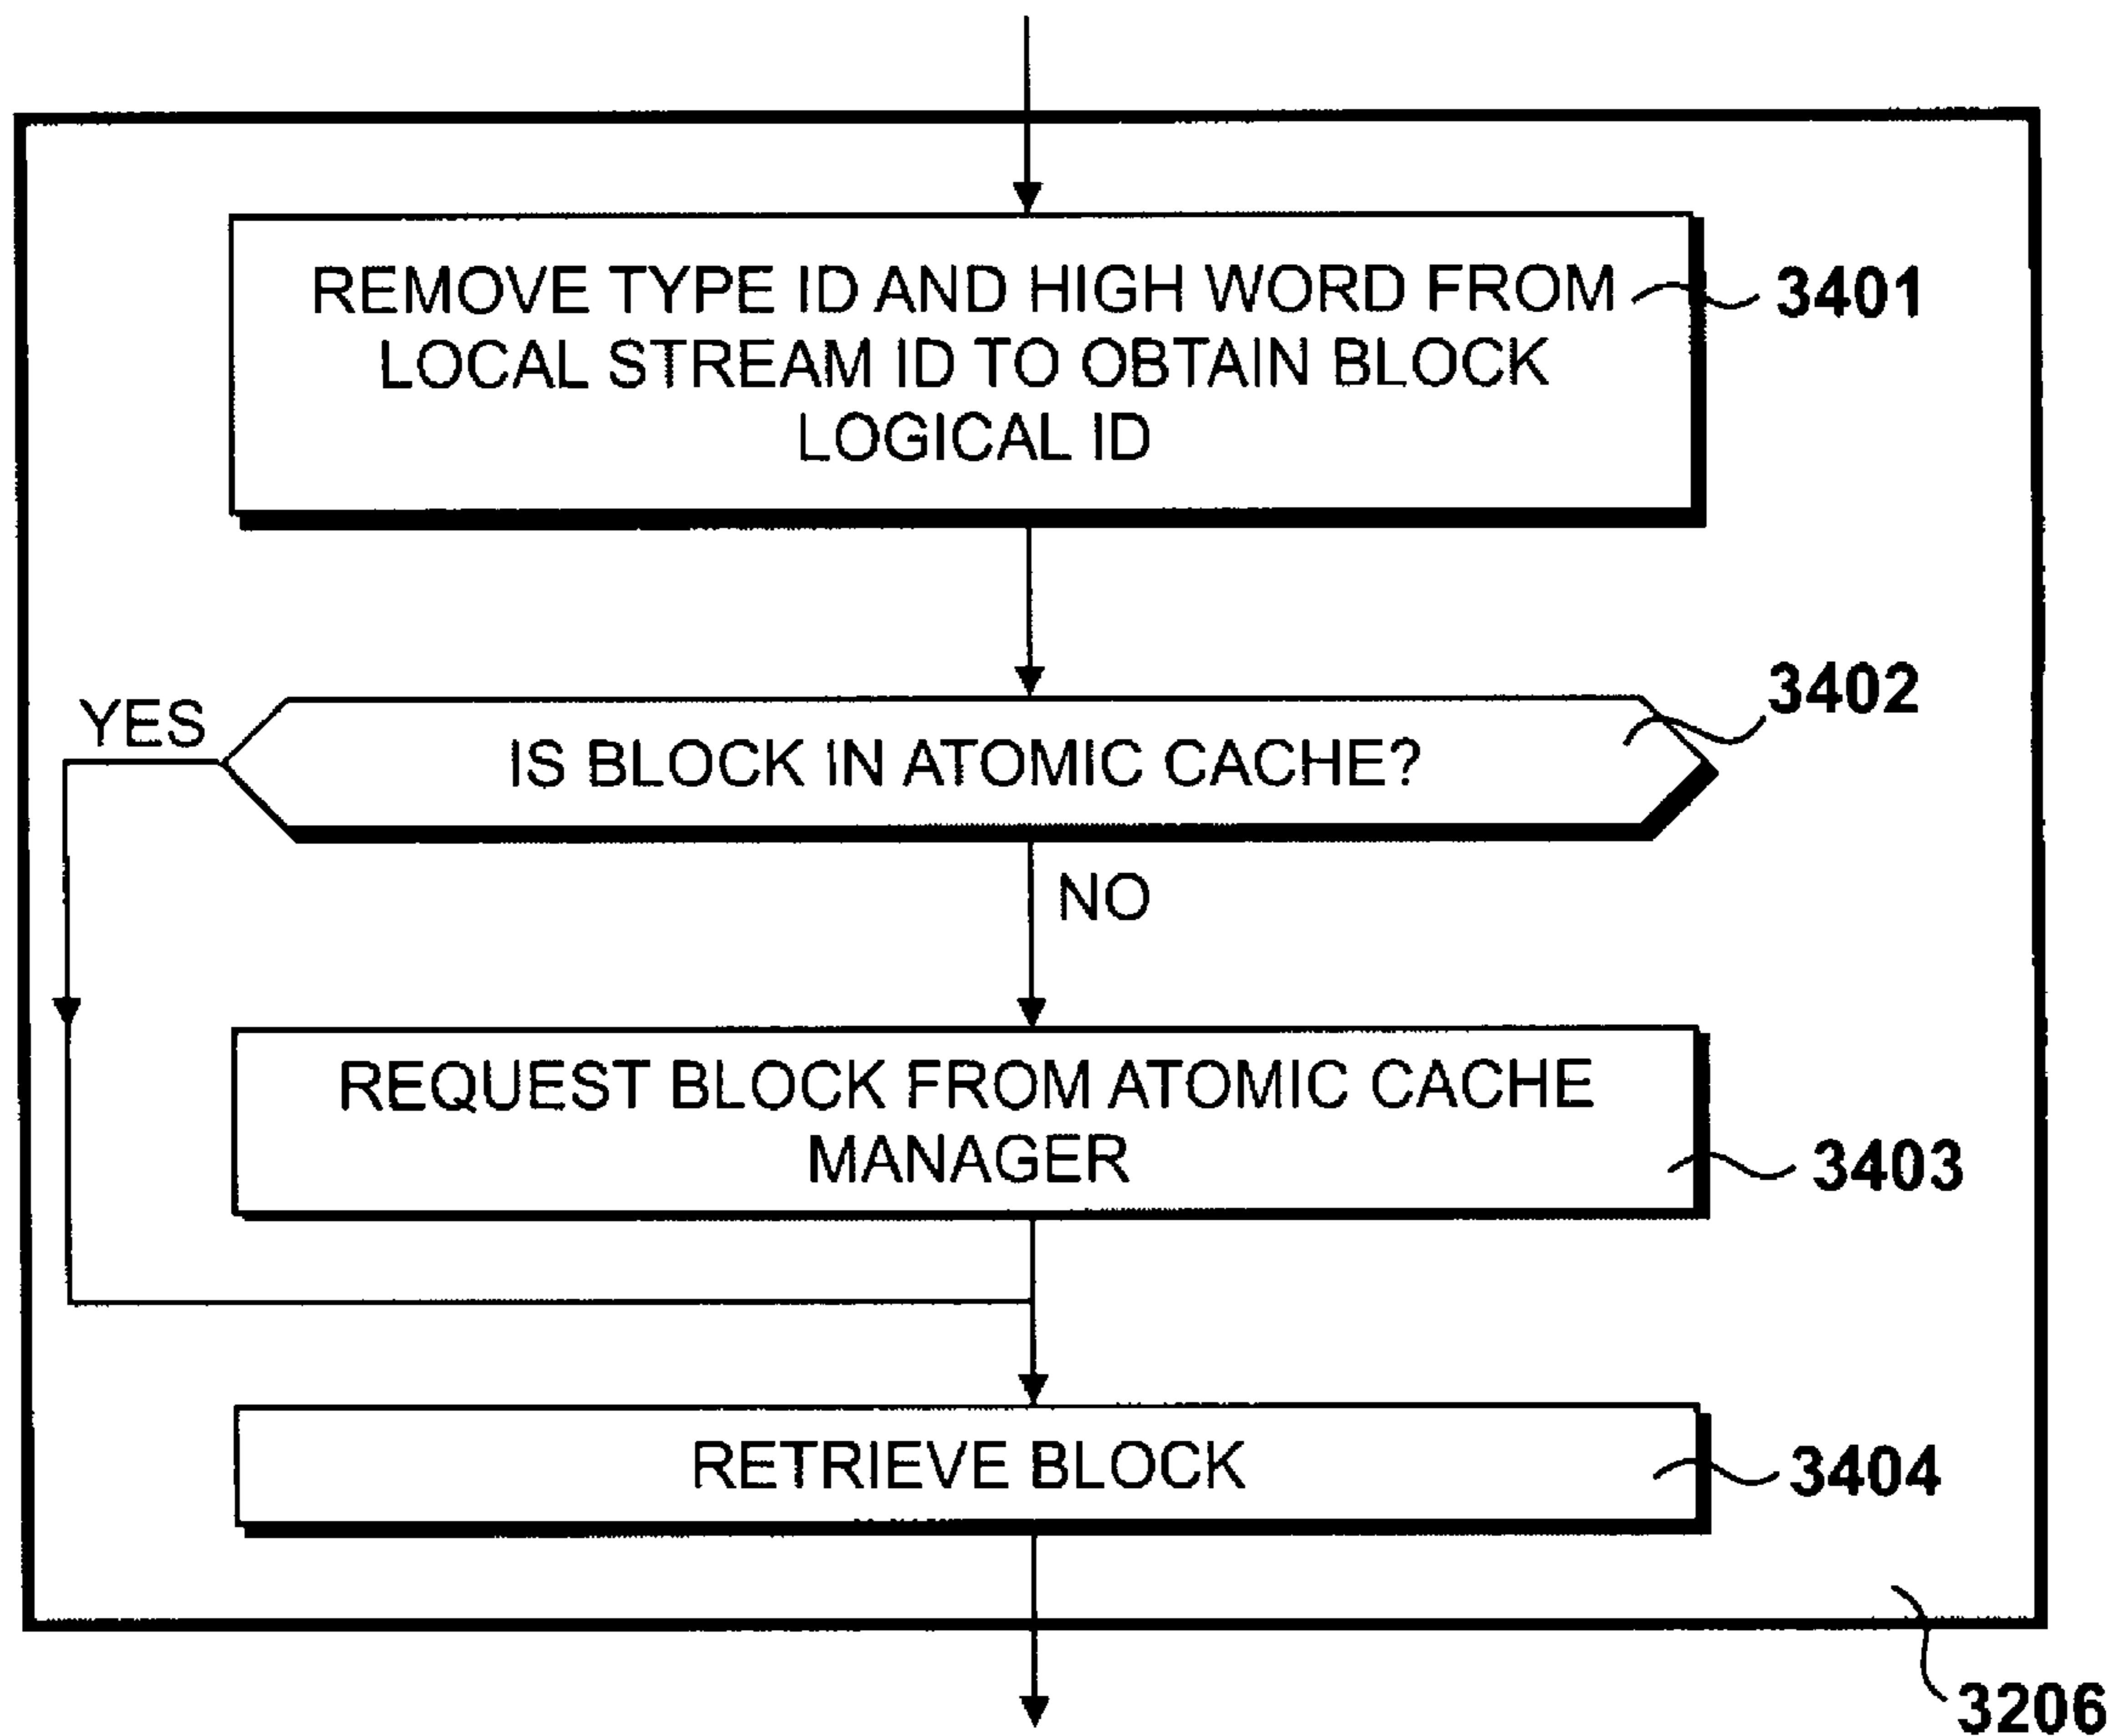 REMOVE TYPE ID AND HIGH WORD FROM
LOCAL STREAM ID TO OBTAIN BLOCK
LOGICAL ID
3401
3402
YES
IS BLOCK IN ATOMIC CACHE?
NO
REQUEST BLOCK FROM ATOMIC CACHE
MANAGER
3403
RETRIEVE BLOCK
3404
3206